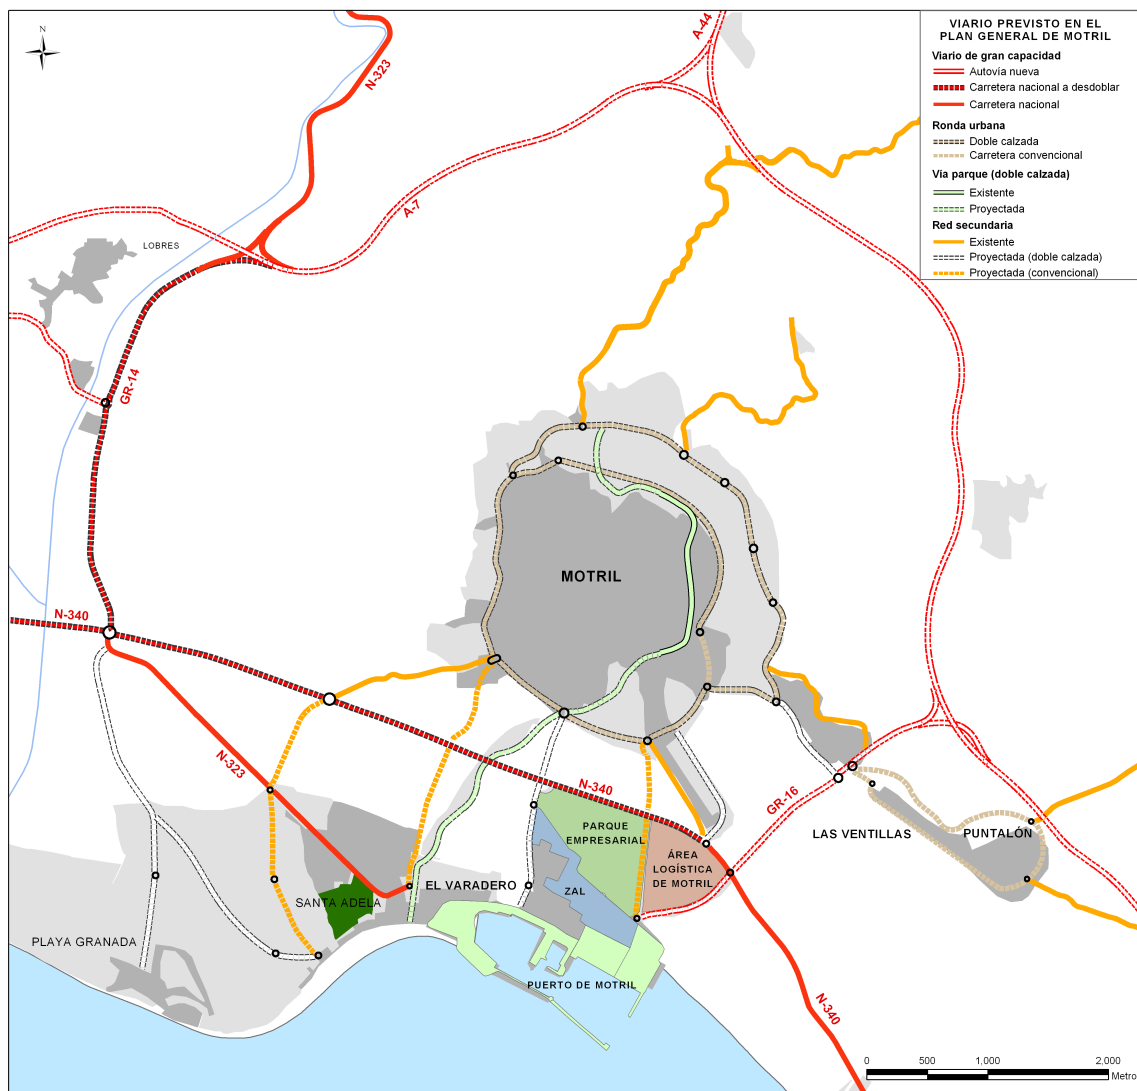 N
VIARIO PREVISTO EN EL
PLAN GENERAL DE MOTRIL
Viario de gran capacidad
Autovía nueva
Carretera nacional a desdoblar
Carretera nacional
Ronda urbana
Doble calzada
Carretera convencional
Via parque (doble calzada)
Existente
Proyectada
Red secundaria
Existente
Proyectada (doble calzada)
Proyectada (convencional)
A-44
N-323
A-7
LOBRES
GR-14
MOTRIL
N-340
N-323
N-340
GR-16
PARQUE
EMPRESARIAL
LAS VENTILLAS
PUNTALÓN
ÁREA
LOGÍSTICA
DE MOTRIL
EL VARADERO
ZAL
SANTA ADELA
PLAYA GRANADA
PUERTO DE MOTRIL
N-340
0 500 1,000 2,000
Metro